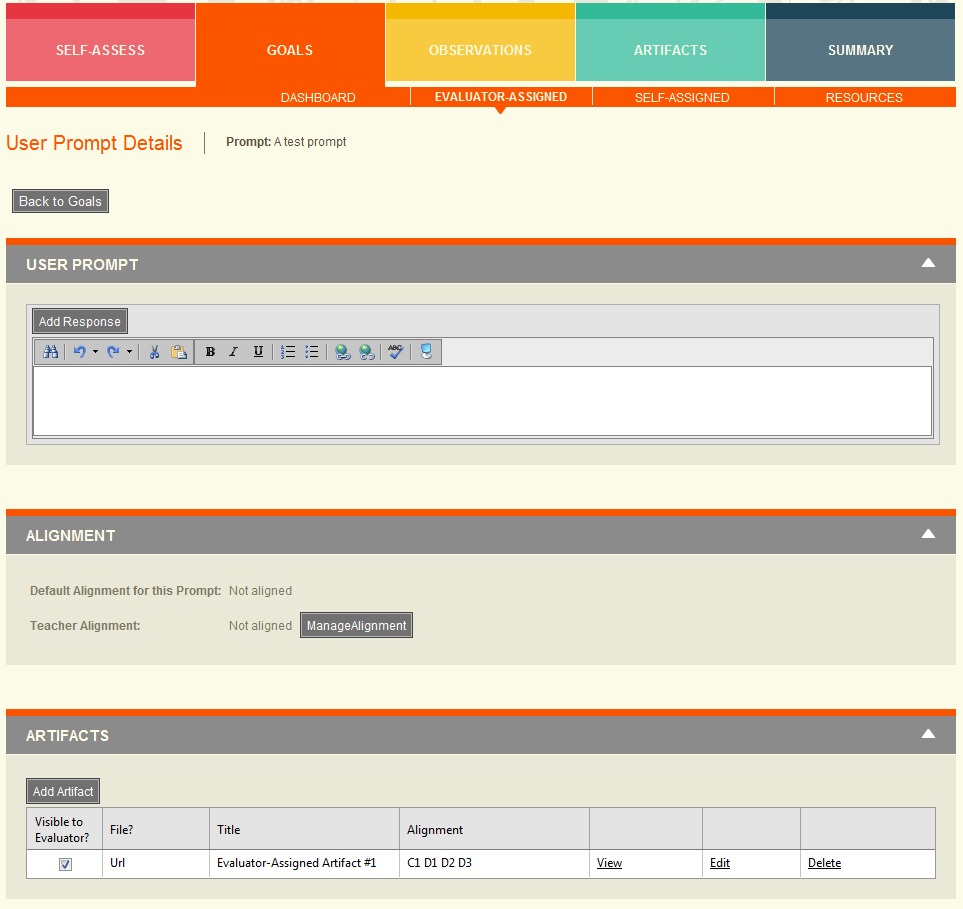 SELF-ASSESS GOALS OBSERVATIONS ARTIFACTS SUMMARY
DASHBOARD EVALUATOR-ASSIGNED SELF-ASSIGNED RESOURCES
User Prompt Details Prompt: A test prompt
Back to Goals
USER PROMPT
Add Response
B I U ABC
ALIGNMENT
Default Alignment for this Prompt: Not aligned
Teacher Alignment: Not aligned ManageAlignment
ARTIFACTS
Add Artifact
Visible to
Evaluator? File? Title Alignment
Url Evaluator-Assigned Artifact #1 C1 D1 D2 D3 View Edit Delete